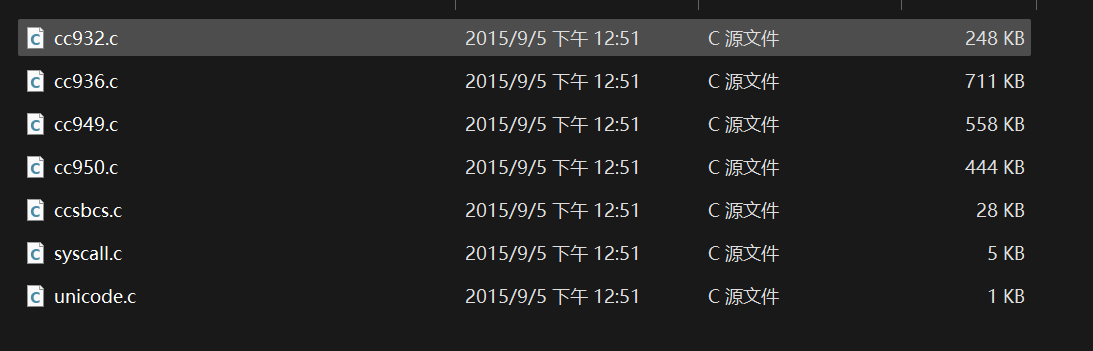 cc932.c 2015/9/5 下午 12:51 C 源文件 248 KB
cc936.c 2015/9/5 下午 12:51 C 源文件 711 KB
cc949.c 2015/9/5 下午 12:51 C 源文件 558 KB
cc950.c 2015/9/5 下午 12:51 C 源文件 444 KB
ccsbcs.c 2015/9/5 下午 12:51 C 源文件 28 KB
syscall.c 2015/9/5 下午 12:51 C 源文件 5 KB
unicode.c 2015/9/5 下午 12:51 C 源文件 1 KB